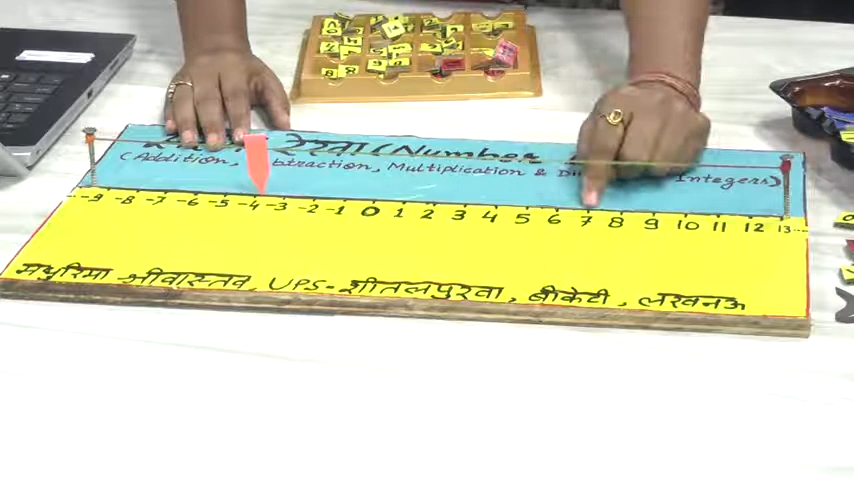 रेखा (Number
(Addition, btraction, Multiplication & Di Integers)
-9 -8 -7 -6 -5 -4 -3 -2 -1 0 1 2 3 4 5 6 7 8 9 10 11 12 13
मधुरिमा श्रीवास्तव, UPS- शीतलपुरवा, बीकेटी, लखनऊ